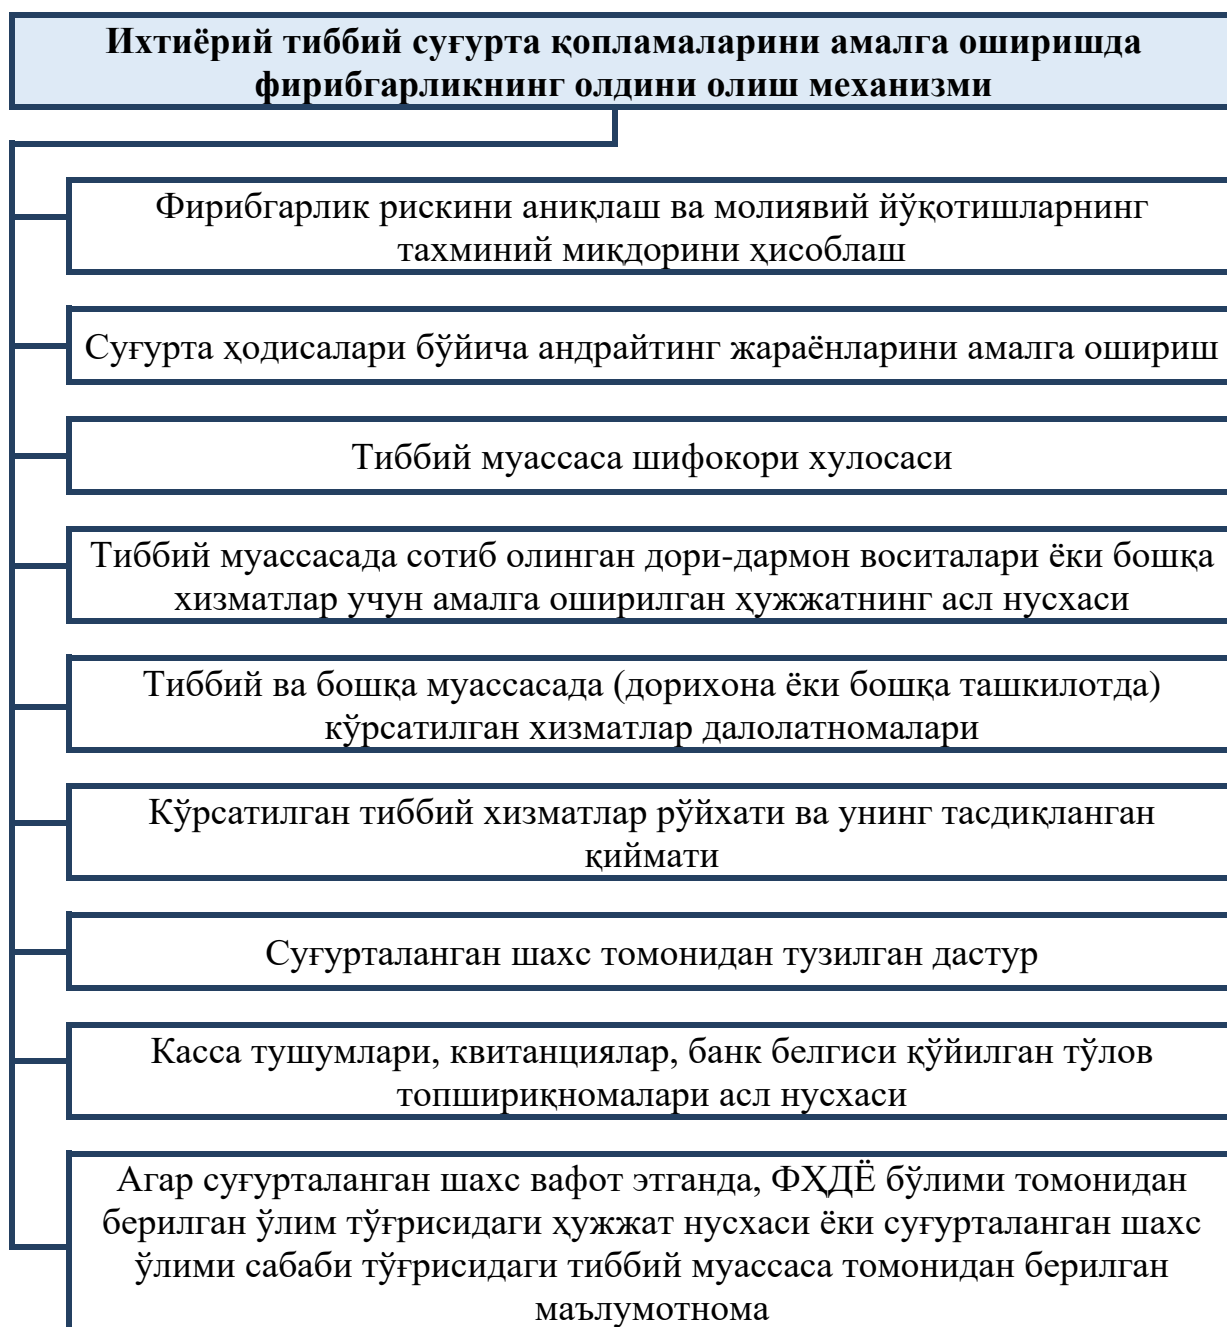 Ихтиёрий тиббий суғурта қопламаларини амалга оширишда
фирибгарликнинг олдини олиш механизми
Фирибгарлик рискини аниқлаш ва молиявий йўқотишларнинг
тахминий миқдорини ҳисоблаш
Суғурта ҳодисалари бўйича андрайтинг жараёнларини амалга ошириш
Тиббий муассаса шифокори хулосаси
Тиббий муассасада сотиб олинган дори-дармон воситалари ёки бошқа
хизматлар учун амалга оширилган ҳужжатнинг асл нусхаси
Тиббий ва бошқа муассасада (дорихона ёки бошқа ташкилотда)
кўрсатилган хизматлар далолатномалари
Кўрсатилган тиббий хизматлар рўйхати ва унинг тасдиқланган
қиймати
Суғурталанган шахс томонидан тузилган дастур
Касса тушумлари, квитанциялар, банк белгиси қўйилган тўлов
топшириқномалари асл нусхаси
Агар суғурталанган шахс вафот этганда, ФҲДЁ бўлими томонидан
берилган ўлим тўғрисидаги ҳужжат нусхаси ёки суғурталанган шахс
ўлими сабаби тўғрисидаги тиббий муассаса томонидан берилган
маълумотнома